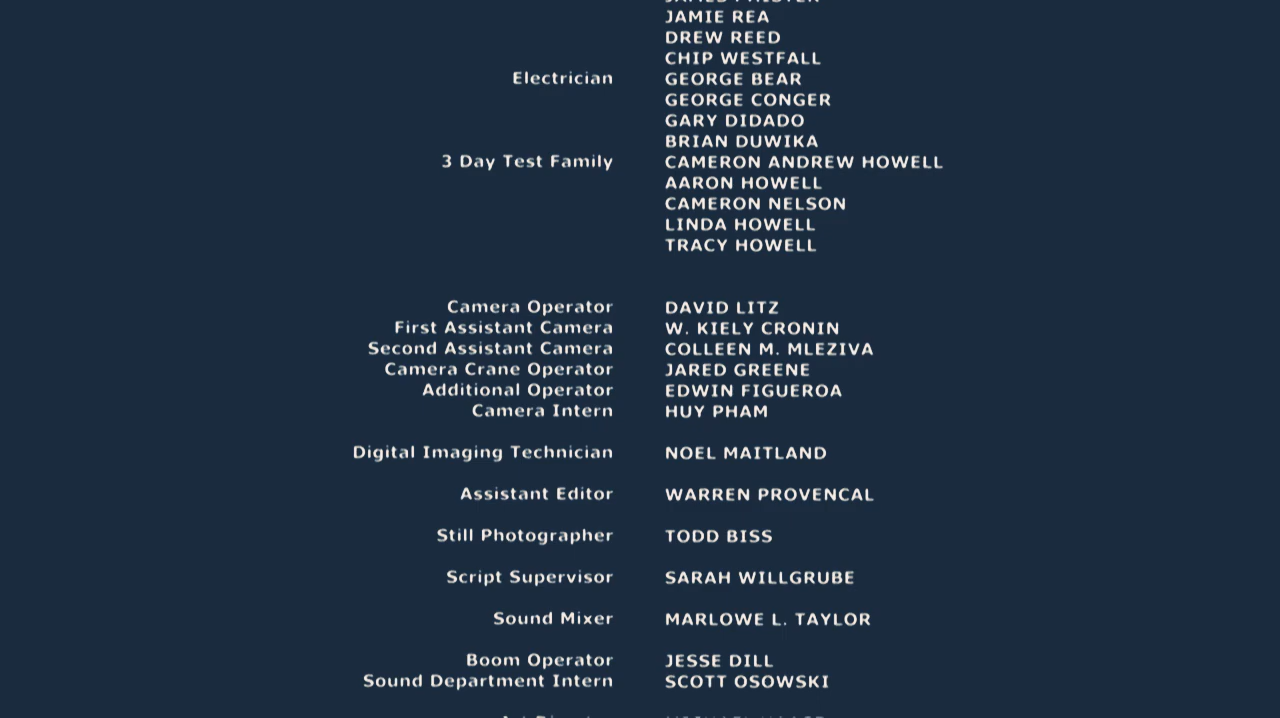 JAMIE REA
DREW REED
CHIP WESTFALL
Electrician GEORGE BEAR
GEORGE CONGER
GARY DIDADO
BRIAN DUWIKA
3 Day Test Family CAMERON ANDREW HOWELL
AARON HOWELL
CAMERON NELSON
LINDA HOWELL
TRACY HOWELL
Camera Operator DAVID LITZ
First Assistant Camera W. KIELY CRONIN
Second Assistant Camera COLLEEN M. MLEZIVA
Camera Crane Operator JARED GREENE
Additional Operator EDWIN FIGUEROA
Camera Intern HUY PHAM
Digital Imaging Technician NOEL MAITLAND
Assistant Editor WARREN PROVENCAL
Still Photographer TODD BISS
Script Supervisor SARAH WILLGRUBE
Sound Mixer MARLOWE L. TAYLOR
Boom Operator JESSE DILL
Sound Department Intern SCOTT OSOWSKI